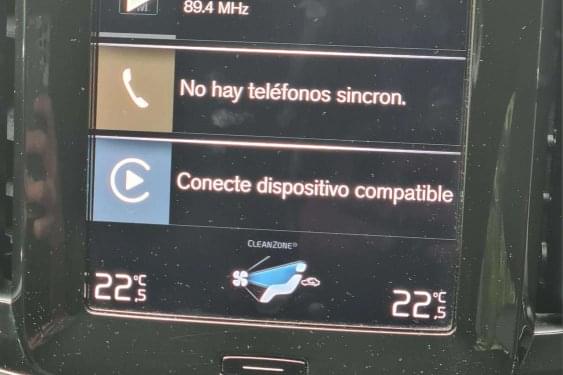 89.4 MHz
No hay teléfonos sincron.
Conecte dispositivo compatible
CLEANZONE®
22,5 °C
22,5 °C